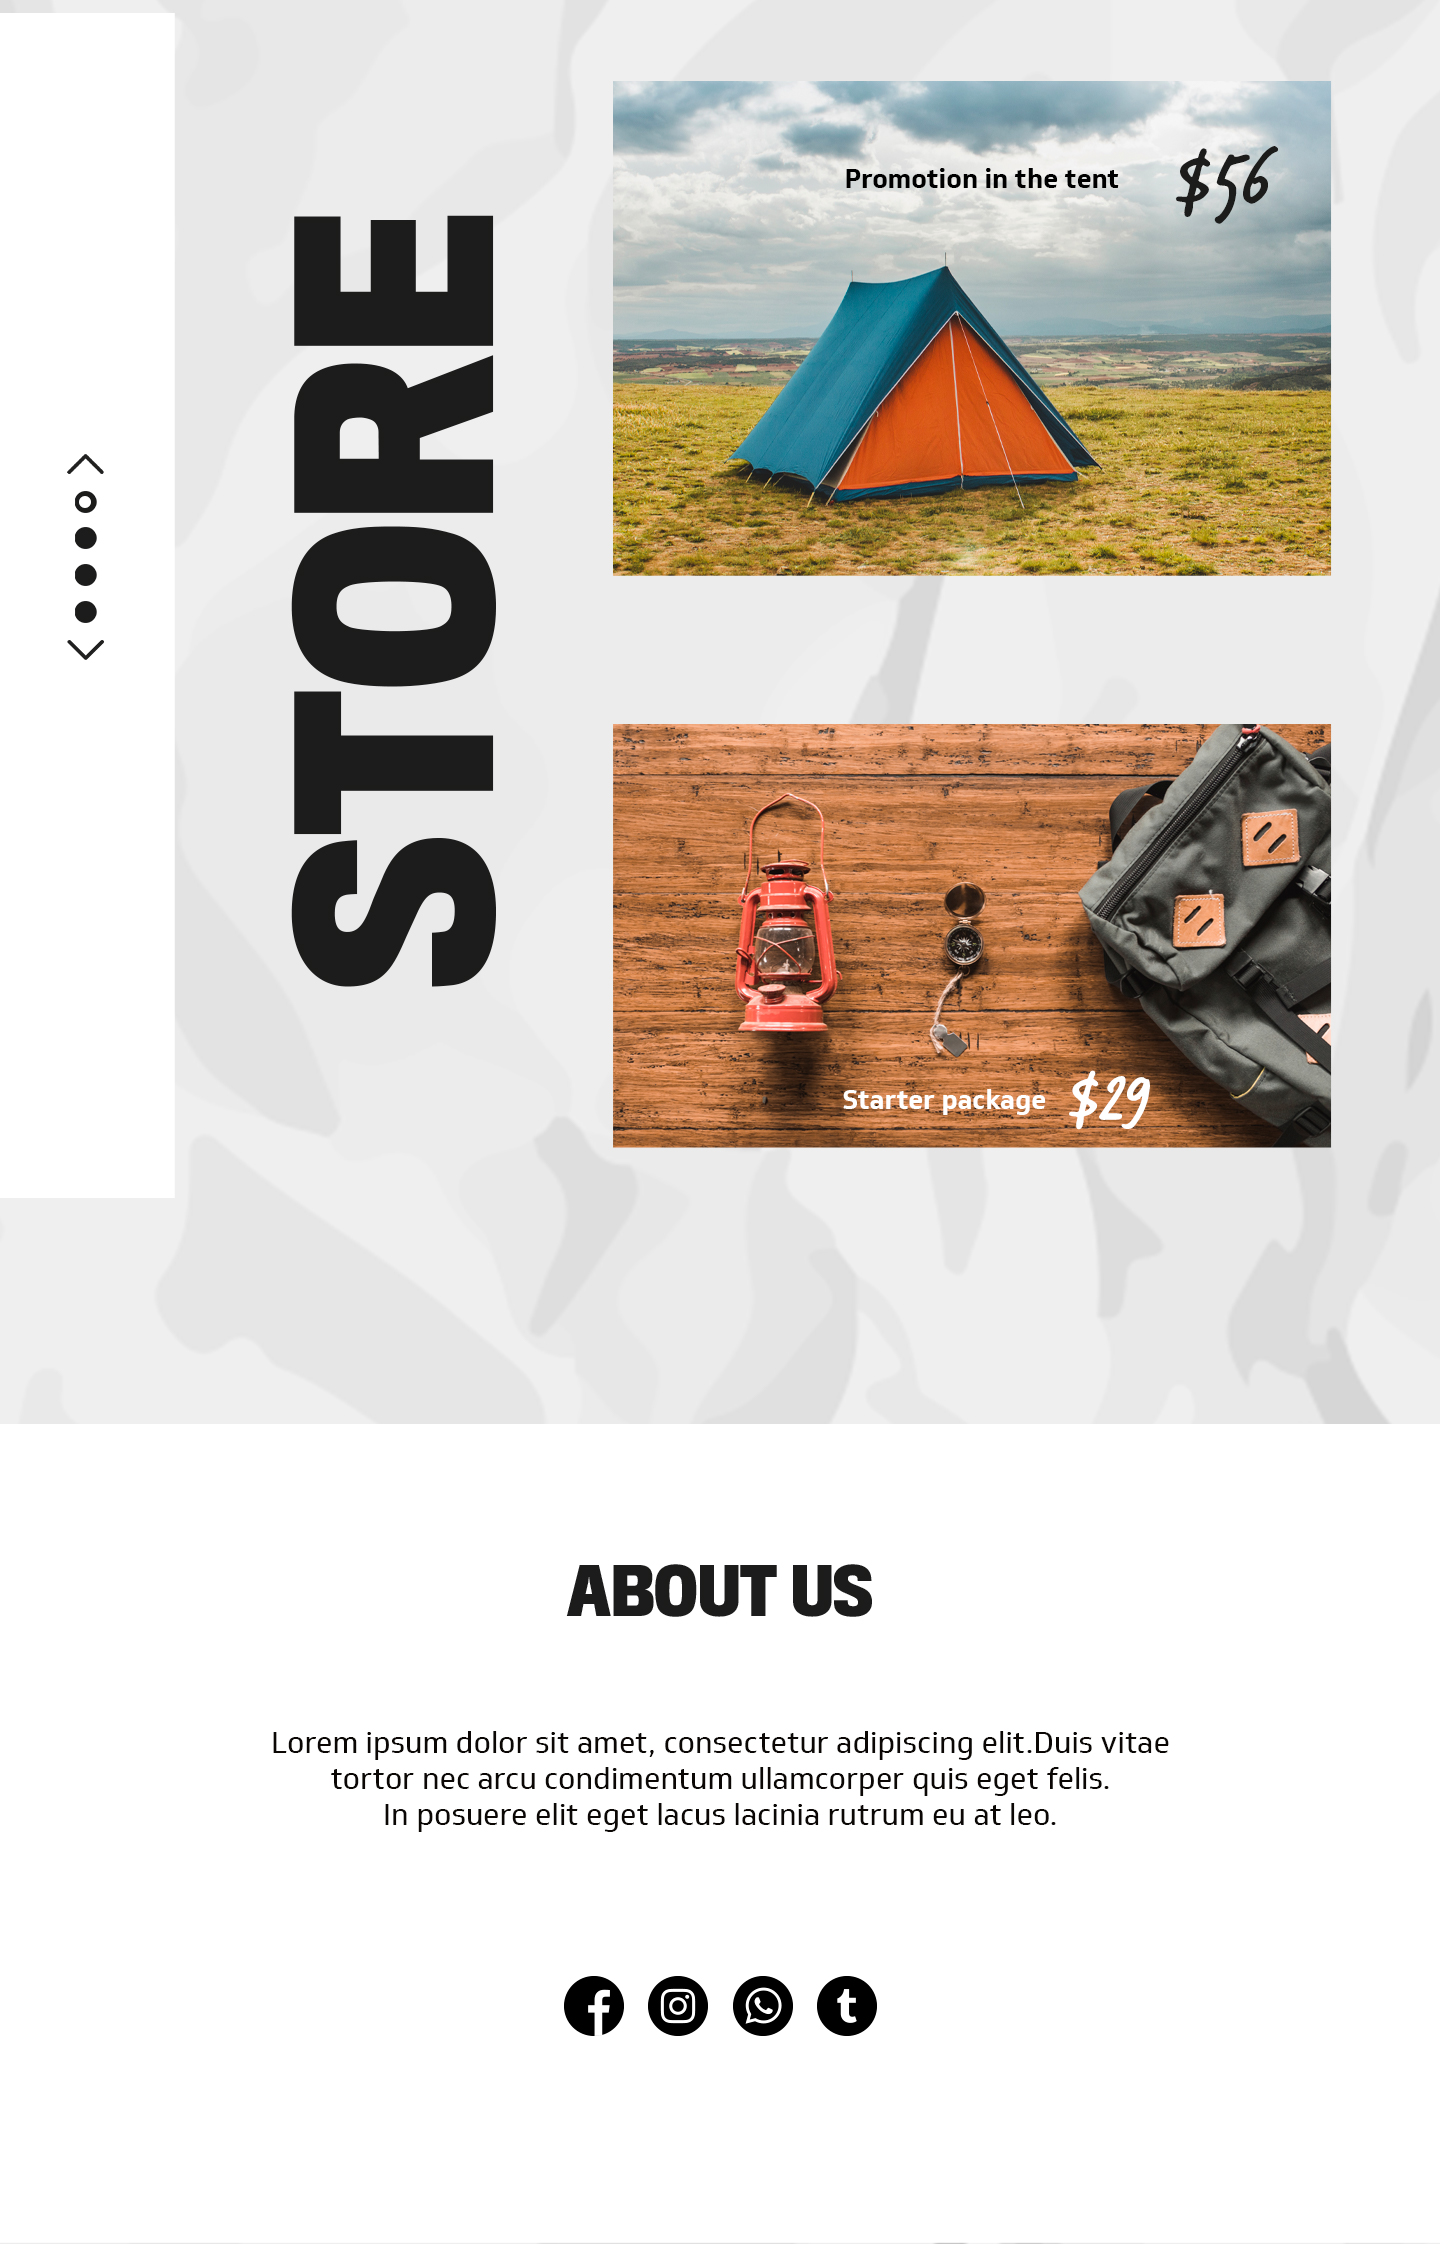 STORE
Promotion in the tent $56
Starter package $29
ABOUT US
Lorem ipsum dolor sit amet, consectetur adipiscing elit.Duis vitae
tortor nec arcu condimentum ullamcorper quis eget felis.
In posuere elit eget lacus lacinia rutrum eu at leo.